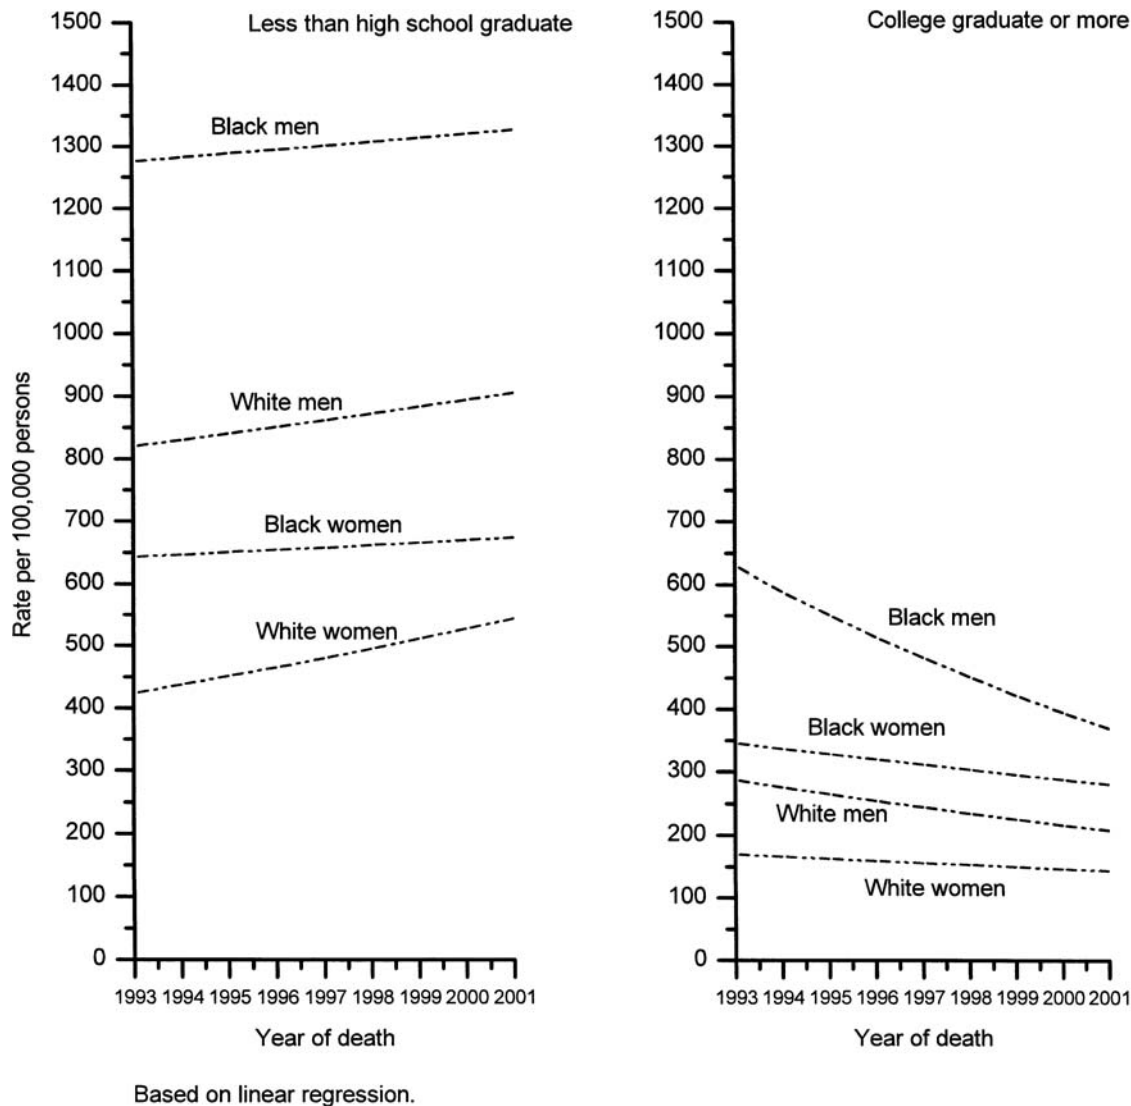 Less than high school graduate
1500
1400
1300
1200
1100
1000
900
800
700
600
500
400
300
200
100
0
Rate per 100,000 persons
Black men
White men
Black women
White women
1993 1994 1995 1996 1997 1998 1999 2000 2001
Year of death
College graduate or more
1500
1400
1300
1200
1100
1000
900
800
700
600
500
400
300
200
100
0
Black men
Black women
White men
White women
1993 1994 1995 1996 1997 1998 1999 2000 2001
Year of death
Based on linear regression.